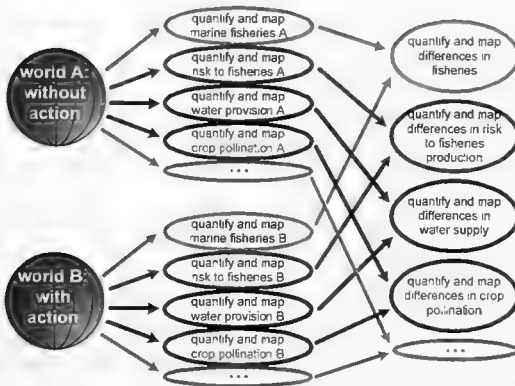 world A:
without
action
quantify and map
marine fisheries A
quantify and map
risk to fisheries A
quantify and map
water provision A
quantify and map
crop pollination A
...
world B:
with
action
quantify and map
marine fisheries B
quantify and map
risk to fisheries B
quantify and map
water provision B
quantify and map
crop pollination B
...
quantify and map
differences in
fisheries
quantify and map
differences in risk
to fisheries
production
quantify and map
differences in
water supply
quantify and map
differences in crop
pollination
...